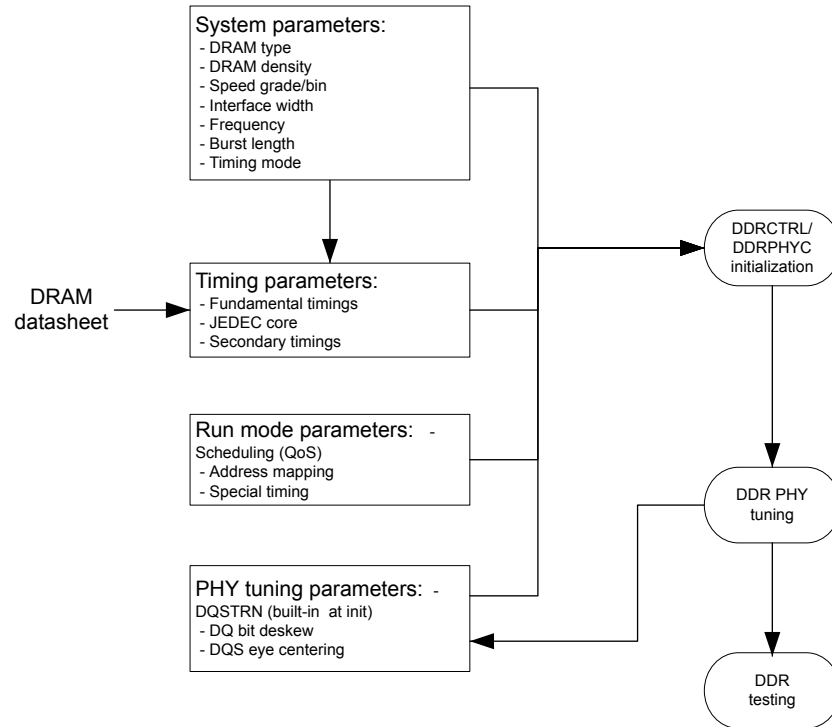 System parameters:
- DRAM type
- DRAM density
- Speed grade/bin
- Interface width
- Frequency
- Burst length
- Timing mode
DRAM
datasheet
Timing parameters:
- Fundamental timings
- JEDEC core
- Secondary timings
Run mode parameters: -
Scheduling (QoS)
- Address mapping
- Special timing
PHY tuning parameters: -
DQSTRN (built-in at init)
- DQ bit deskew
- DQS eye centering
DDRCTRL/
DDRPHYC
initialization
DDR PHY
tuning
DDR
testing